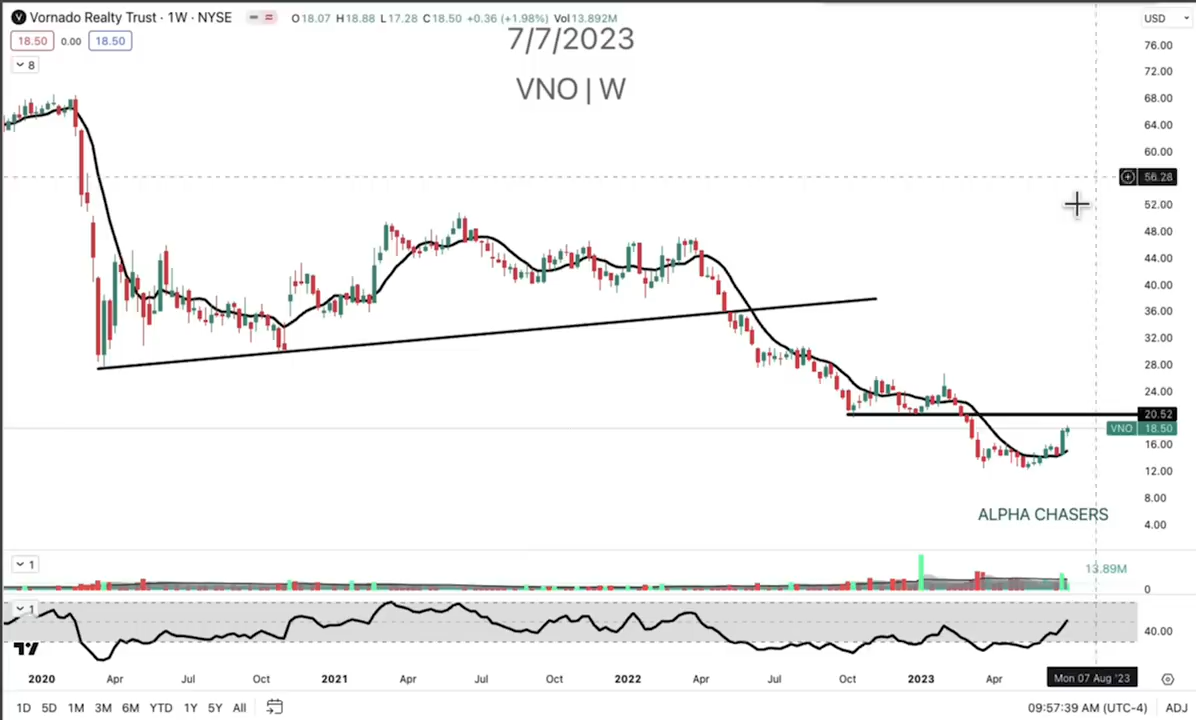 Vornado Realty Trust · 1W · NYSE O18.07 H18.88 L17.28 C18.50 +0.36 (+1.98%) Vol13.892M
USD
18.50 0.00 18.50
8
7/7/2023
VNO | W
76.00
72.00
68.00
64.00
60.00
56.28
52.00
48.00
44.00
40.00
36.00
32.00
28.00
24.00
20.52
VNO 18.50
16.00
12.00
8.00
4.00
ALPHA CHASERS
1
13.89M
0
1
40.00
2020 Apr Jul Oct 2021 Apr Jul Oct 2022 Apr Jul Oct 2023 Apr Mon 07 Aug '23
1D 5D 1M 3M 6M YTD 1Y 5Y All 09:57:39 AM (UTC-4) ADJ